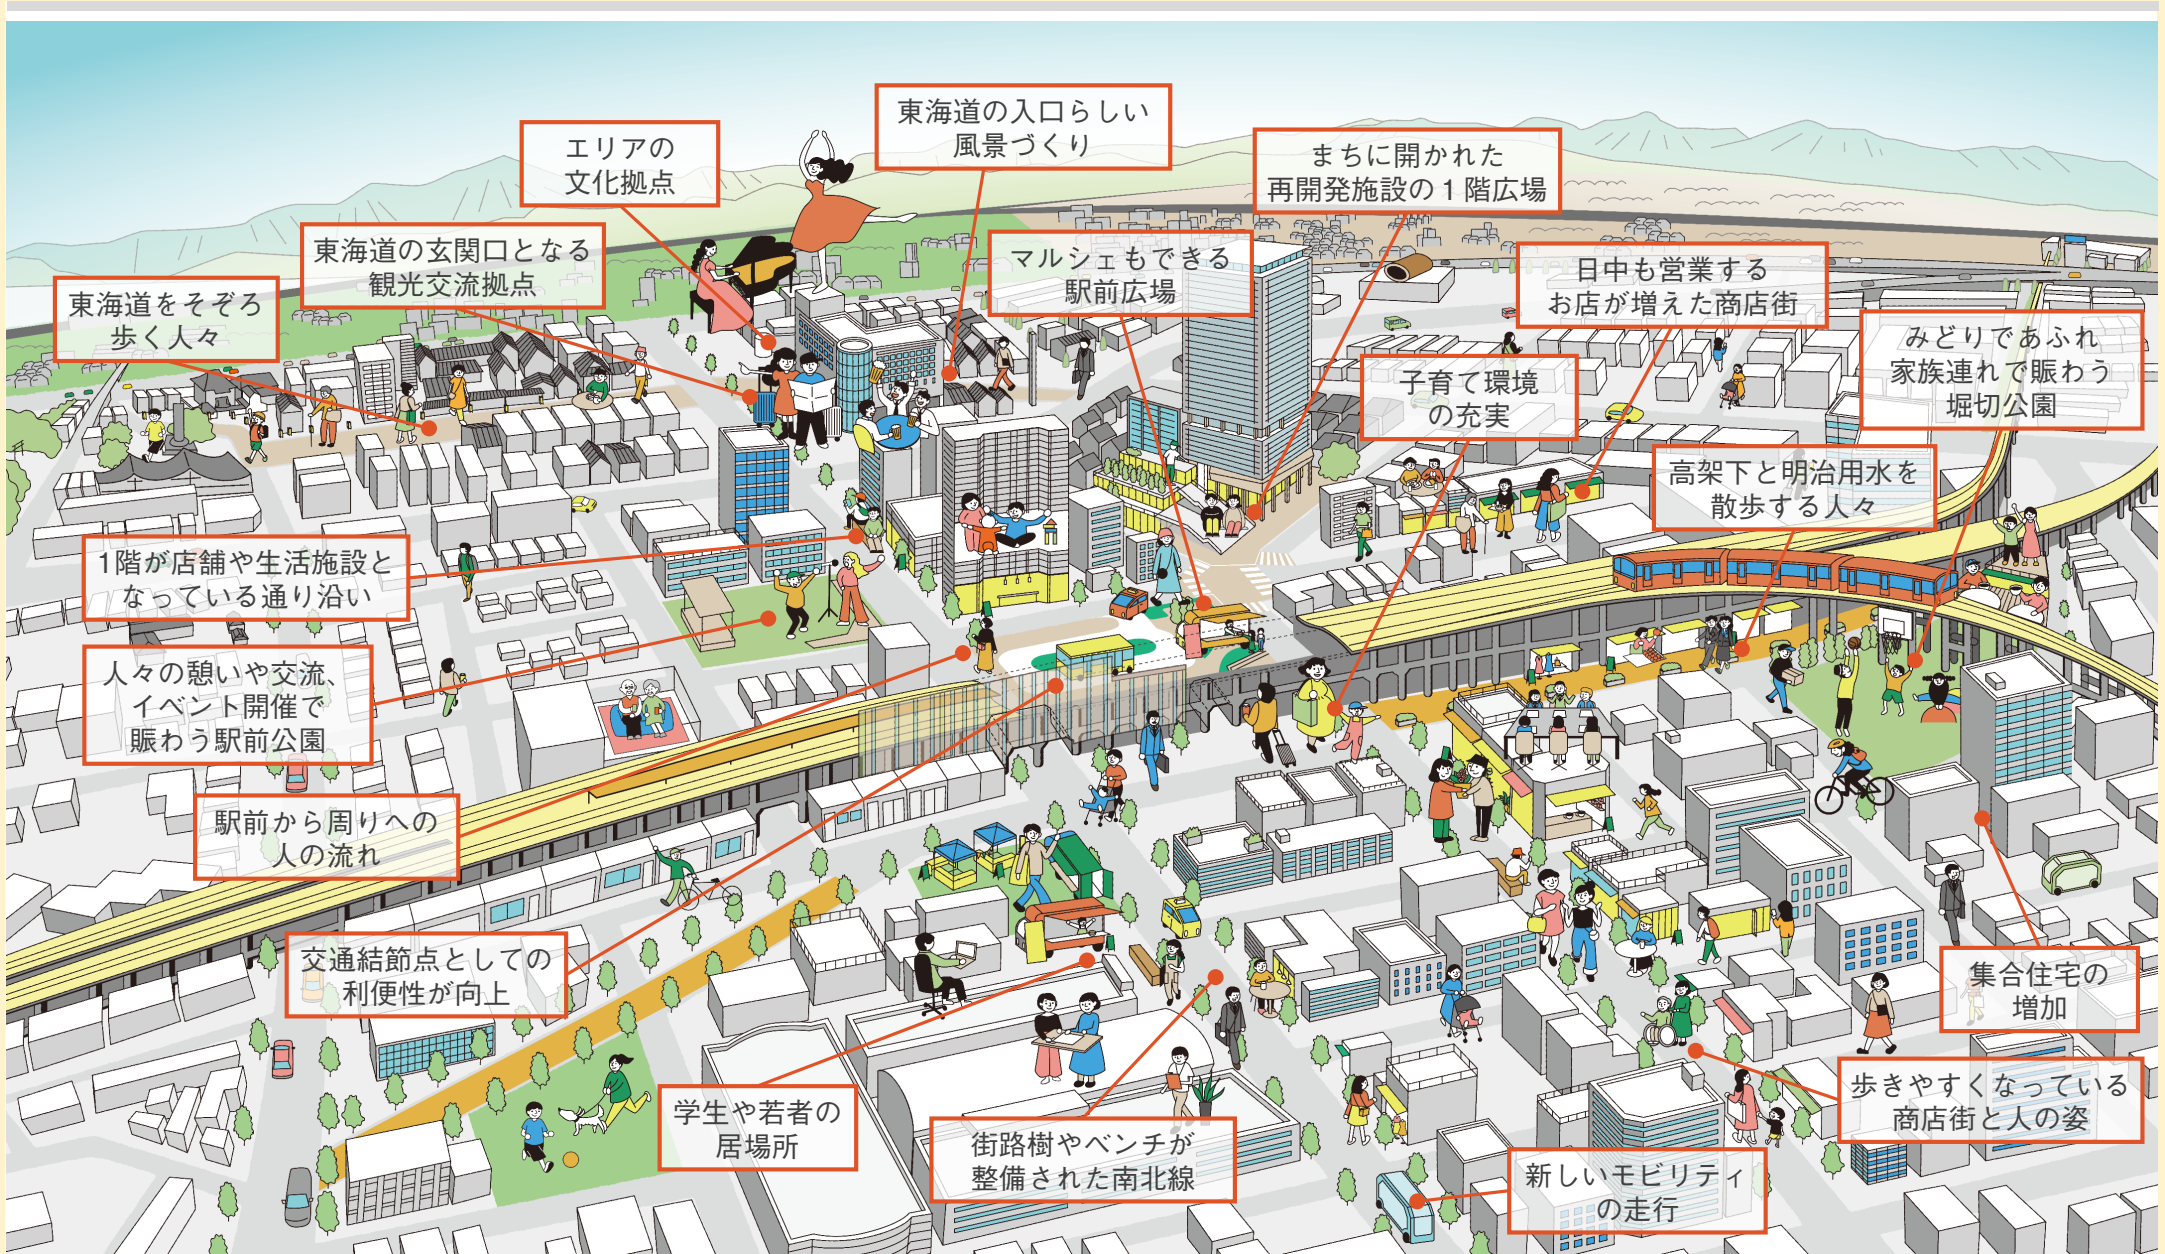 東海道の入口らしい
風景づくり
エリアの
文化拠点
まちに開かれた
再開発施設の1階広場
東海道の玄関口となる
観光交流拠点
マルシェもできる
駅前広場
日中も営業する
お店が増えた商店街
東海道をそぞろ
歩く人々
みどりであふれ
家族連れで賑わう
堀切公園
子育て環境
の充実
高架下と明治用水を
散歩する人々
1階が店舗や生活施設と
なっている通り沿い
人々の憩いや交流、
イベント開催で
賑わう駅前公園
駅前から周りへの
人の流れ
交通結節点としての
利便性が向上
集合住宅の
増加
学生や若者の
居場所
街路樹やベンチが
整備された南北線
歩きやすくなっている
商店街と人の姿
新しいモビリティ
の走行